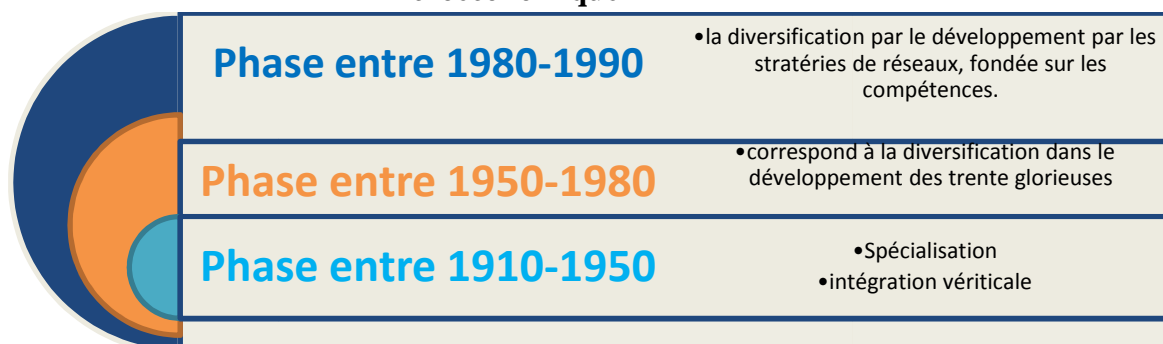 Phase entre 1980-1990
•la diversification par le développement par les
stratéries de réseaux, fondée sur les
compétences.
Phase entre 1950-1980
•correspond à la diversification dans le
développement des trente glorieuses
Phase entre 1910-1950
•Spécialisation
•intégration vériticale